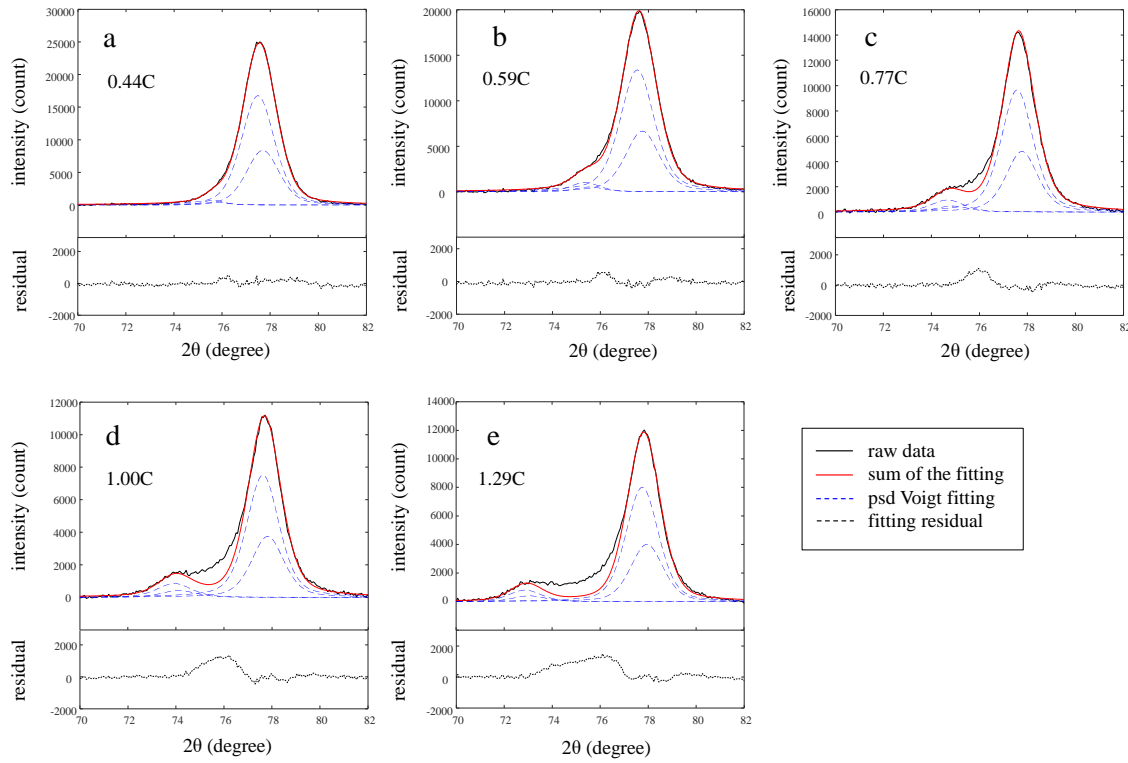 a
0.44C
intensity (count)
30000
25000
20000
15000
10000
5000
0
residual
2000
0
-2000
70 72 74 76 78 80 82
2θ (degree)
b
0.59C
intensity (count)
20000
15000
10000
5000
0
residual
2000
0
-2000
70 72 74 76 78 80 82
2θ (degree)
c
0.77C
intensity (count)
16000
14000
12000
10000
8000
6000
4000
2000
0
residual
2000
0
-2000
70 72 74 76 78 80 82
2θ (degree)
d
1.00C
intensity (count)
12000
10000
8000
6000
4000
2000
0
residual
2000
0
-2000
70 72 74 76 78 80 82
2θ (degree)
e
1.29C
intensity (count)
14000
12000
10000
8000
6000
4000
2000
0
residual
2000
0
-2000
70 72 74 76 78 80 82
2θ (degree)
raw data
sum of the fitting
psd Voigt fitting
fitting residual